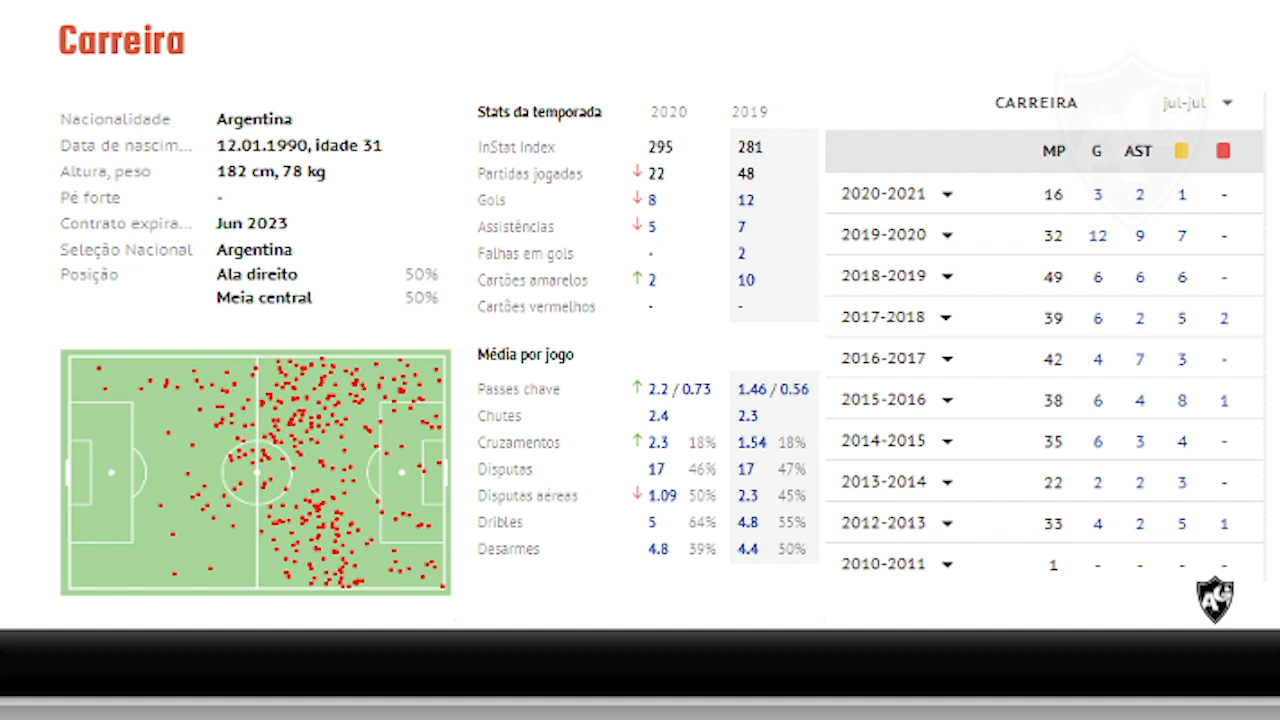 Carreira
Nacionalidade Argentina
Data de nascim... 12.01.1990, idade 31
Altura, peso 182 cm, 78 kg
Pé forte -
Contrato expira... Jun 2023
Seleção Nacional Argentina
Posição Ala direito 50%
Meia central 50%
Stats da temporada 2020 2019
InStat Index 295 281
Partidas jogadas ↓ 22 48
Gols ↓ 8 12
Assistências ↓ 5 7
Falhas em gols - 2
Cartões amarelos ↑ 2 10
Cartões vermelhos - -
Média por jogo
Passes chave ↑ 2.2 / 0.73 1.46 / 0.56
Chutes 2.4 2.3
Cruzamentos ↑ 2.3 18% 1.54 18%
Disputas 17 46% 17 47%
Disputas aéreas ↓ 1.09 50% 2.3 45%
Dribles 5 64% 4.8 55%
Desarmes 4.8 39% 4.4 50%
CARREIRA jul-jul
MP G AST
2020-2021 16 3 2 1 -
2019-2020 32 12 9 7 -
2018-2019 49 6 6 6 -
2017-2018 39 6 2 5 2
2016-2017 42 4 7 3 -
2015-2016 38 6 4 8 1
2014-2015 35 6 3 4 -
2013-2014 22 2 2 3 -
2012-2013 33 4 2 5 1
2010-2011 1 - - - -